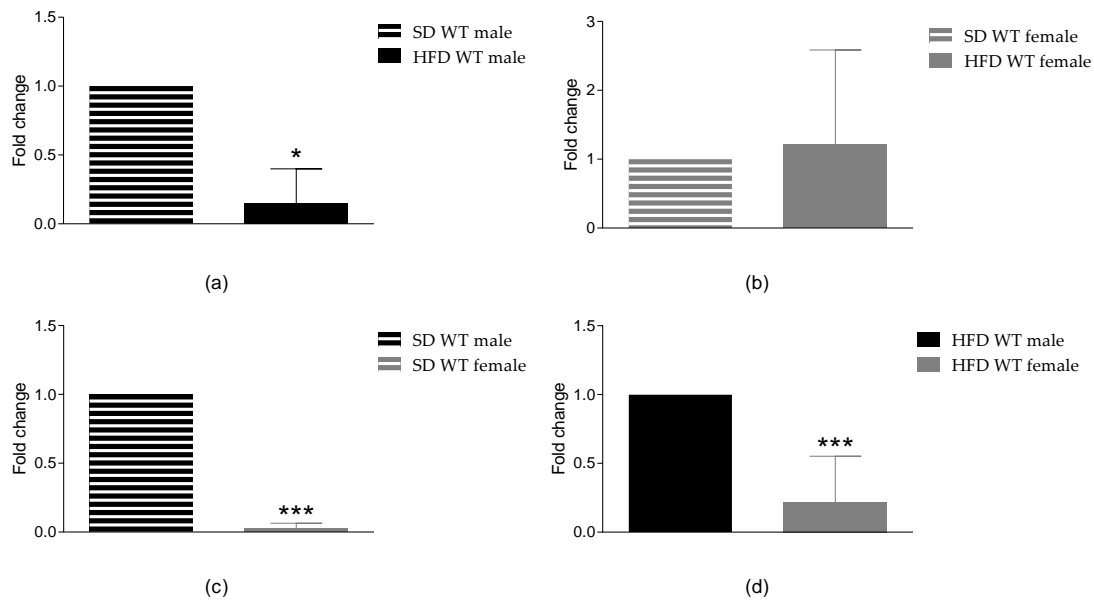 1.5
1.0
0.5
0.0
Fold change
*
SD WT male
HFD WT male
(a)
3
2
1
0
Fold change
SD WT female
HFD WT female
(b)
1.5
1.0
0.5
0.0
Fold change
***
SD WT male
SD WT female
(c)
1.5
1.0
0.5
0.0
Fold change
***
HFD WT male
HFD WT female
(d)